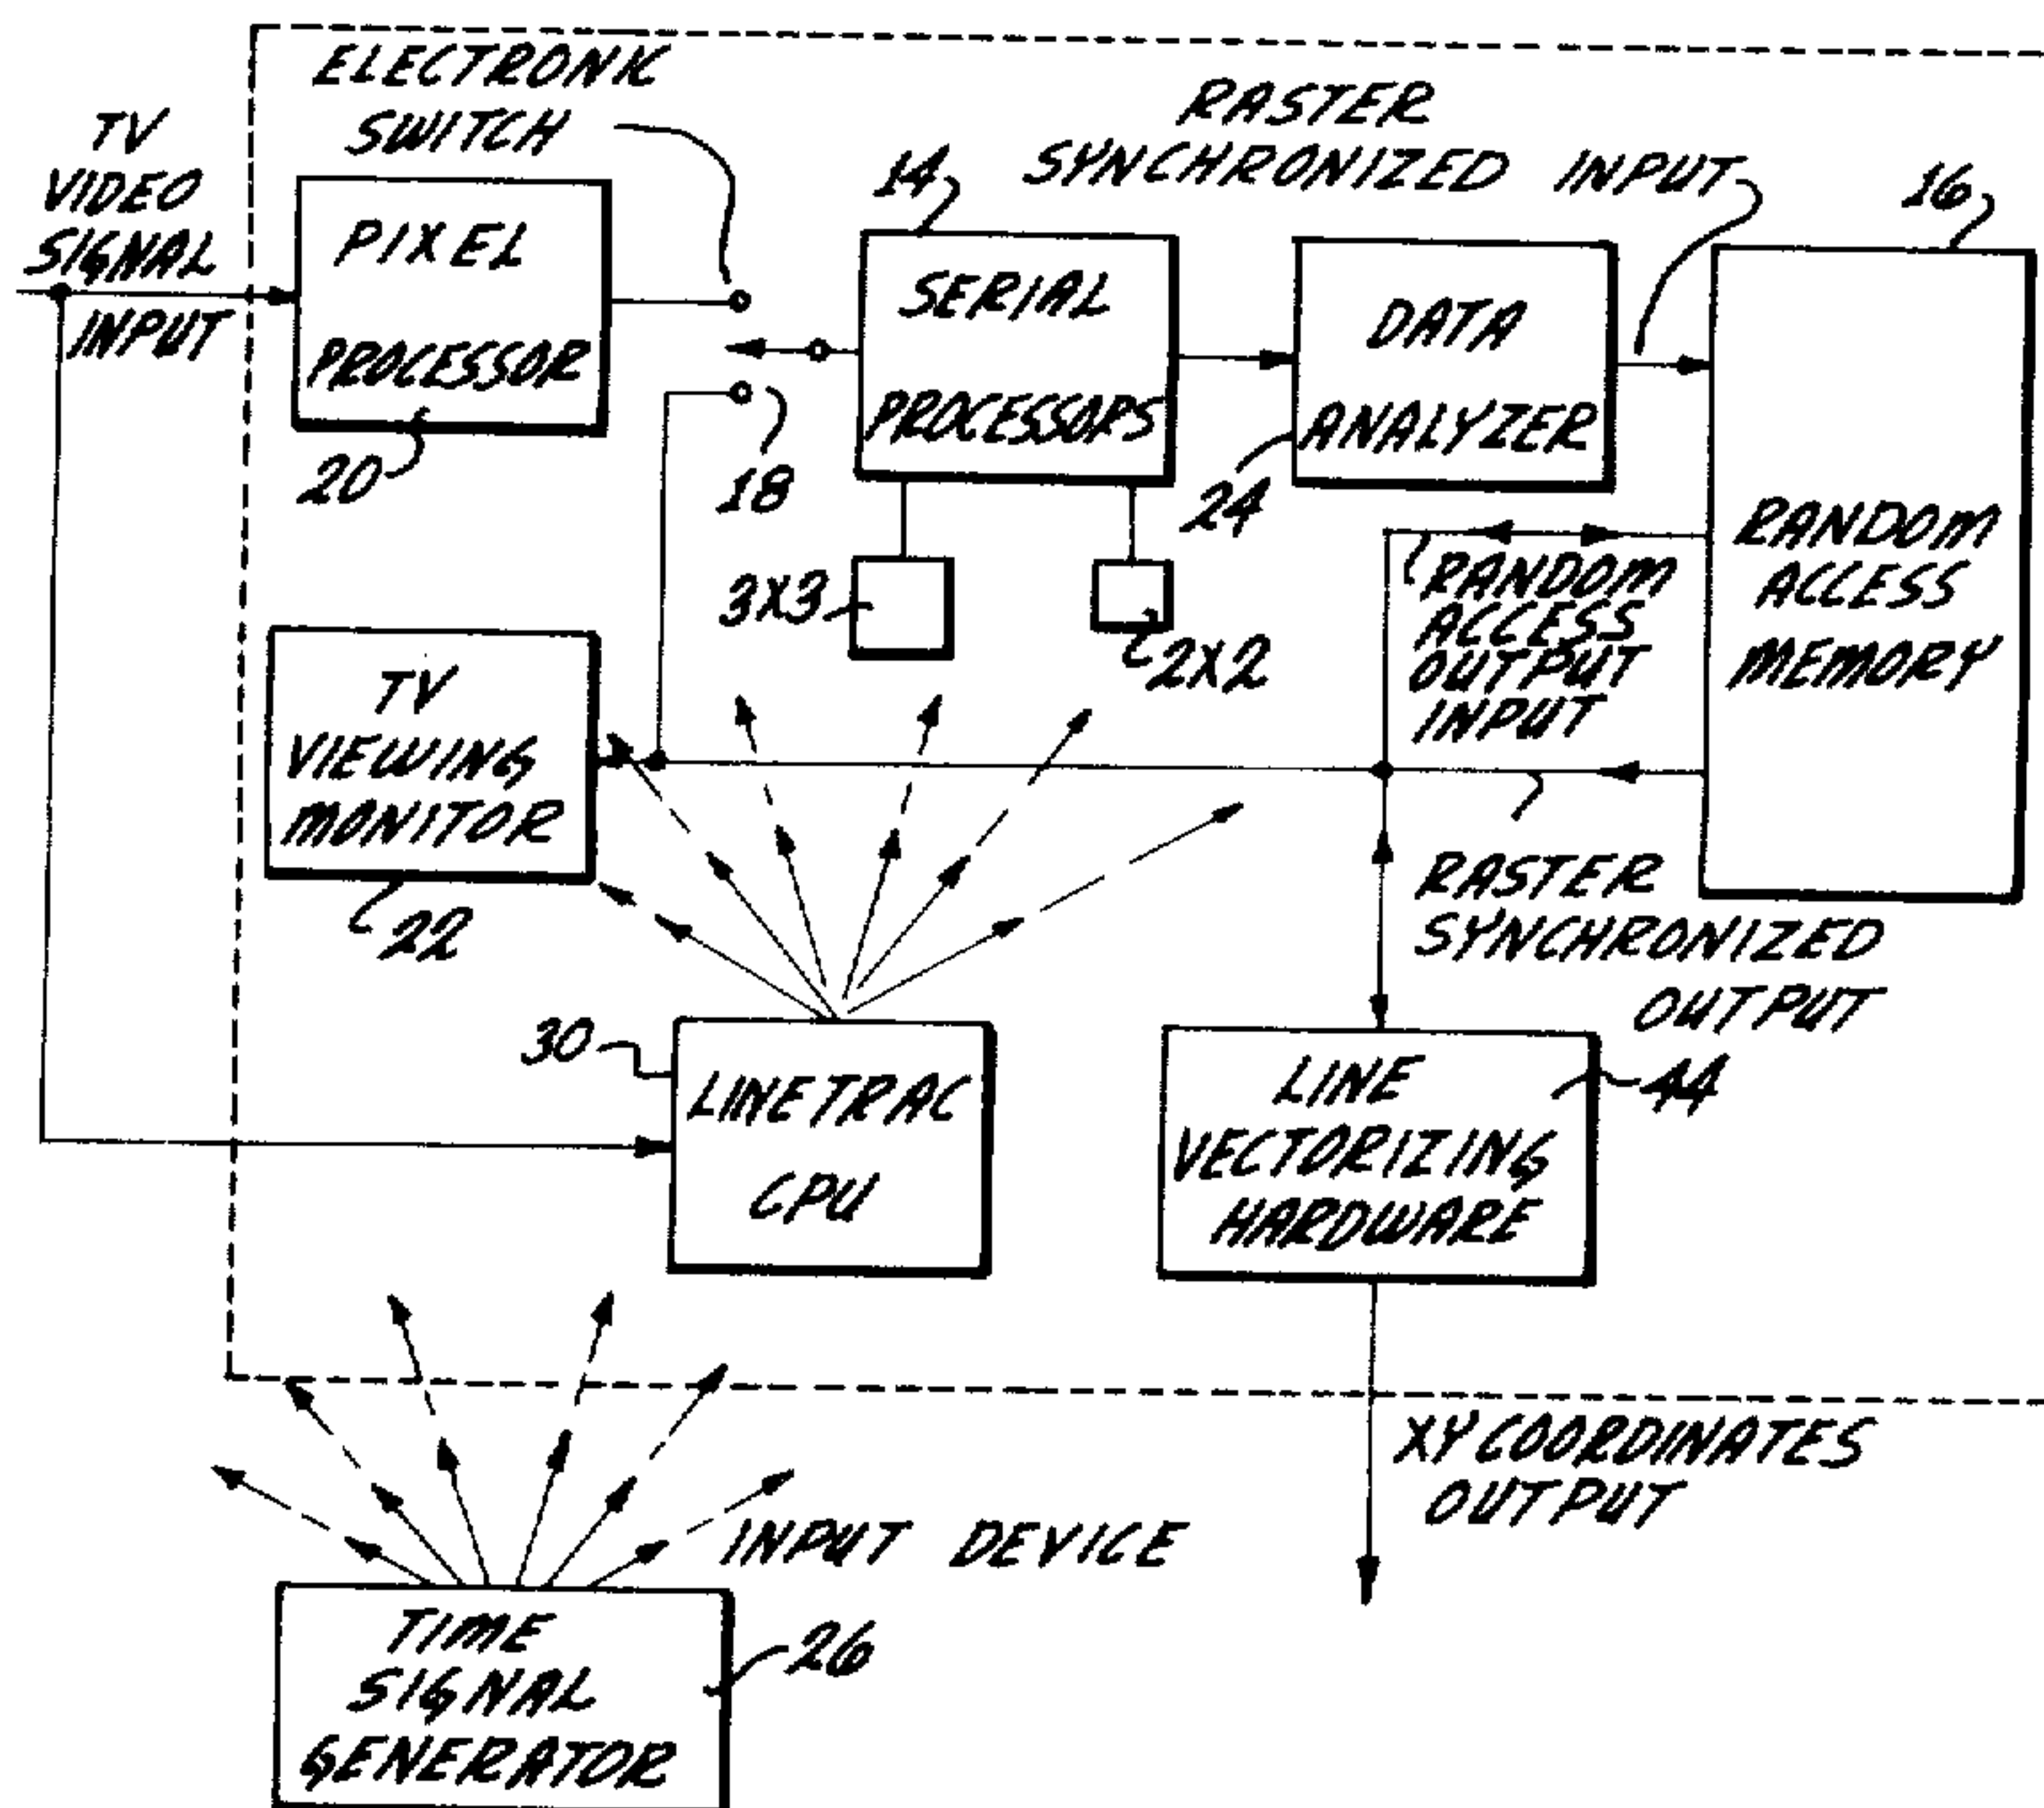 ELECTRONIC
SWITCH
TV
VIDEO
SIGNAL
INPUT
RASTER
SYNCHRONIZED INPUT
PIXEL
PROCESSOR
20
18
14
SERIAL
PROCESSORS
3X3
2X2
DATA
ANALYZER
24
16
RANDOM
ACCESS
MEMORY
RANDOM
ACCESS
OUTPUT
INPUT
TV
VIEWING
MONITOR
22
RASTER
SYNCHRONIZED
OUTPUT
30
LINETRAC
CPU
LINE
VECTORIZING
HARDWARE
44
XY COORDINATES
OUTPUT
INPUT DEVICE
TIME
SIGNAL
GENERATOR
26